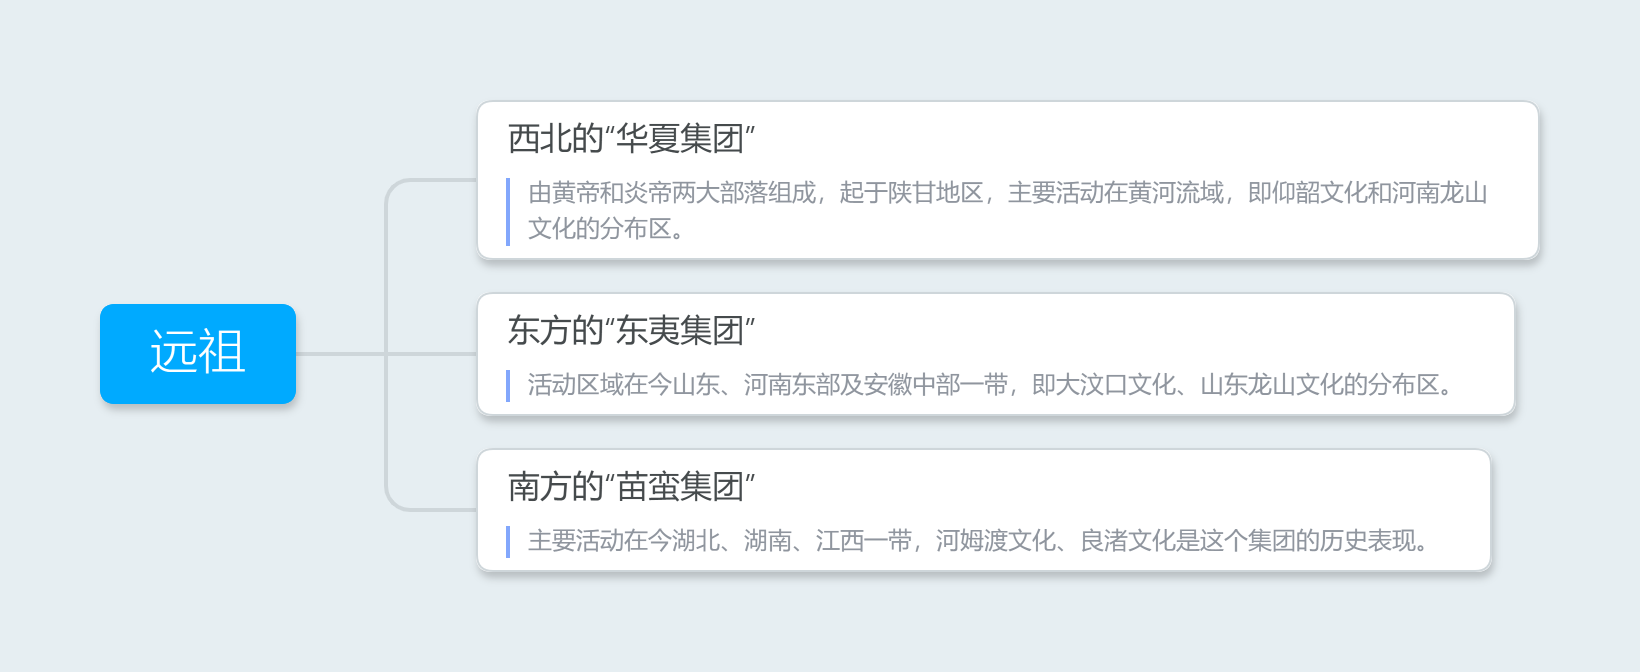 远祖
西北的“华夏集团”
由黄帝和炎帝两大部落组成，起于陕甘地区，主要活动在黄河流域，即仰韶文化和河南龙山
文化的分布区。
东方的“东夷集团”
活动区域在今山东、河南东部及安徽中部一带，即大汶口文化、山东龙山文化的分布区。
南方的“苗蛮集团”
主要活动在今湖北、湖南、江西一带，河姆渡文化、良渚文化是这个集团的历史表现。